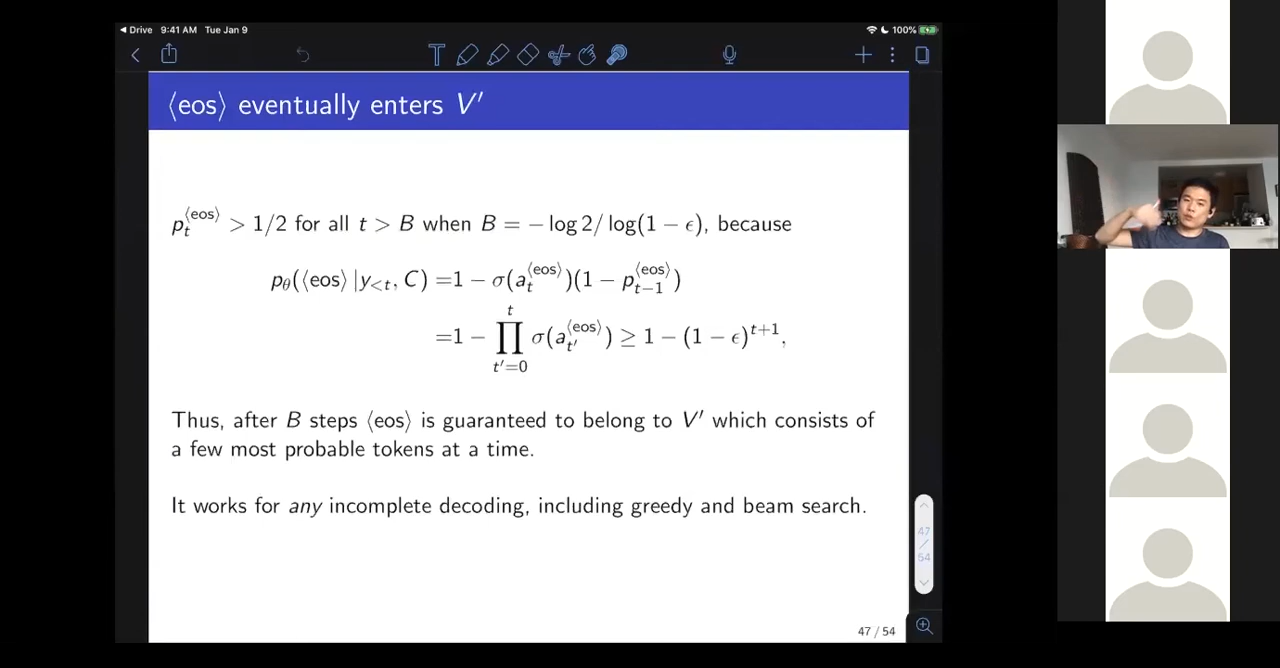 Drive 9:41 AM Tue Jan 9 100%
T
⟨eos⟩ eventually enters V′
p_t^{⟨eos⟩} > 1/2 for all t > B when B = − log 2/ log(1 − ϵ), because
p_θ(⟨eos⟩ |y_{<t}, C) =1 − σ(a_t^{⟨eos⟩})(1 − p_{t−1}^{⟨eos⟩})
=1 − ∏_{t′=0}^{t} σ(a_{t′}^{⟨eos⟩}) ≥ 1 − (1 − ϵ)^{t+1},
Thus, after B steps ⟨eos⟩ is guaranteed to belong to V′ which consists of
a few most probable tokens at a time.
It works for any incomplete decoding, including greedy and beam search.
47
/
54
47 / 54